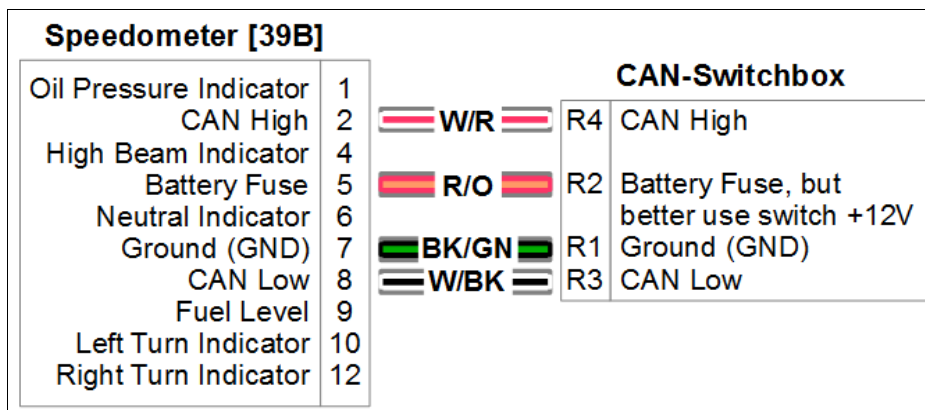 Speedometer [39B]
CAN-Switchbox
Oil Pressure Indicator 1
CAN High 2 W/R R4 CAN High
High Beam Indicator 4
Battery Fuse 5 R/O R2 Battery Fuse, but
Neutral Indicator 6 better use switch +12V
Ground (GND) 7 BK/GN R1 Ground (GND)
CAN Low 8 W/BK R3 CAN Low
Fuel Level 9
Left Turn Indicator 10
Right Turn Indicator 12